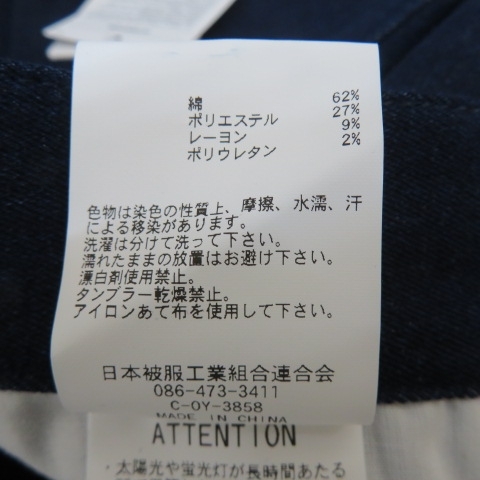 綿 62%
ポリエステル 27%
レーヨン 9%
ポリウレタン 2%
色物は染色の性質上、摩擦、水濡、汗
による移染があります。
洗濯は分けて洗って下さい。
濡れたままの放置はお避け下さい。
漂白剤使用禁止。
タンブラー乾燥禁止。
アイロンあて布を使用して下さい。
日本被服工業組合連合会
086-473-3411
C-OY-3858
MADE IN CHINA
ATTENTION
・太陽光や蛍光灯が長時間あたる